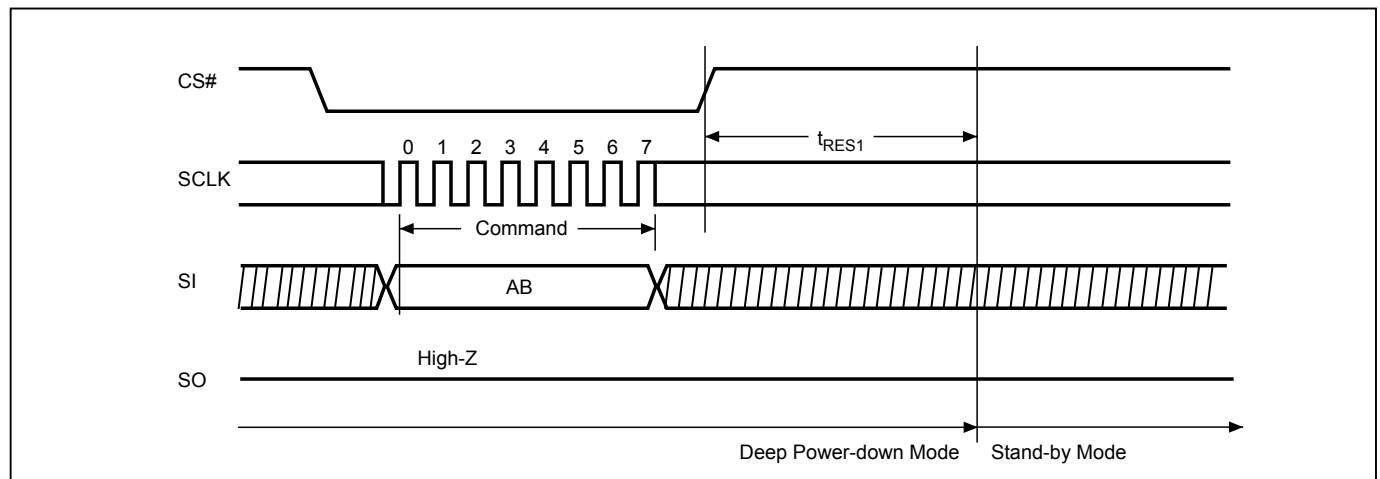 CS#
tRES1
0 1 2 3 4 5 6 7
SCLK
Command
SI
AB
High-Z
SO
Deep Power-down Mode
Stand-by Mode